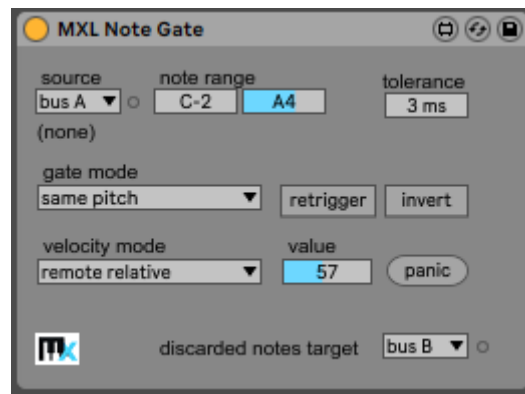 MXL Note Gate
source note range tolerance
bus A C-2 A4 3 ms
(none)
gate mode
same pitch retrigger invert
velocity mode value
remote relative 57 panic
mx discarded notes target bus B